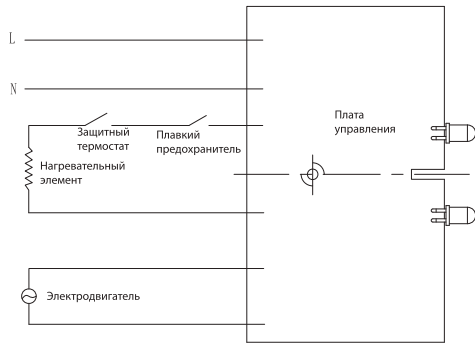 L
N
Защитный
термостат
Плавкий
предохранитель
Плата
управления
Нагревательный
элемент
Электродвигатель